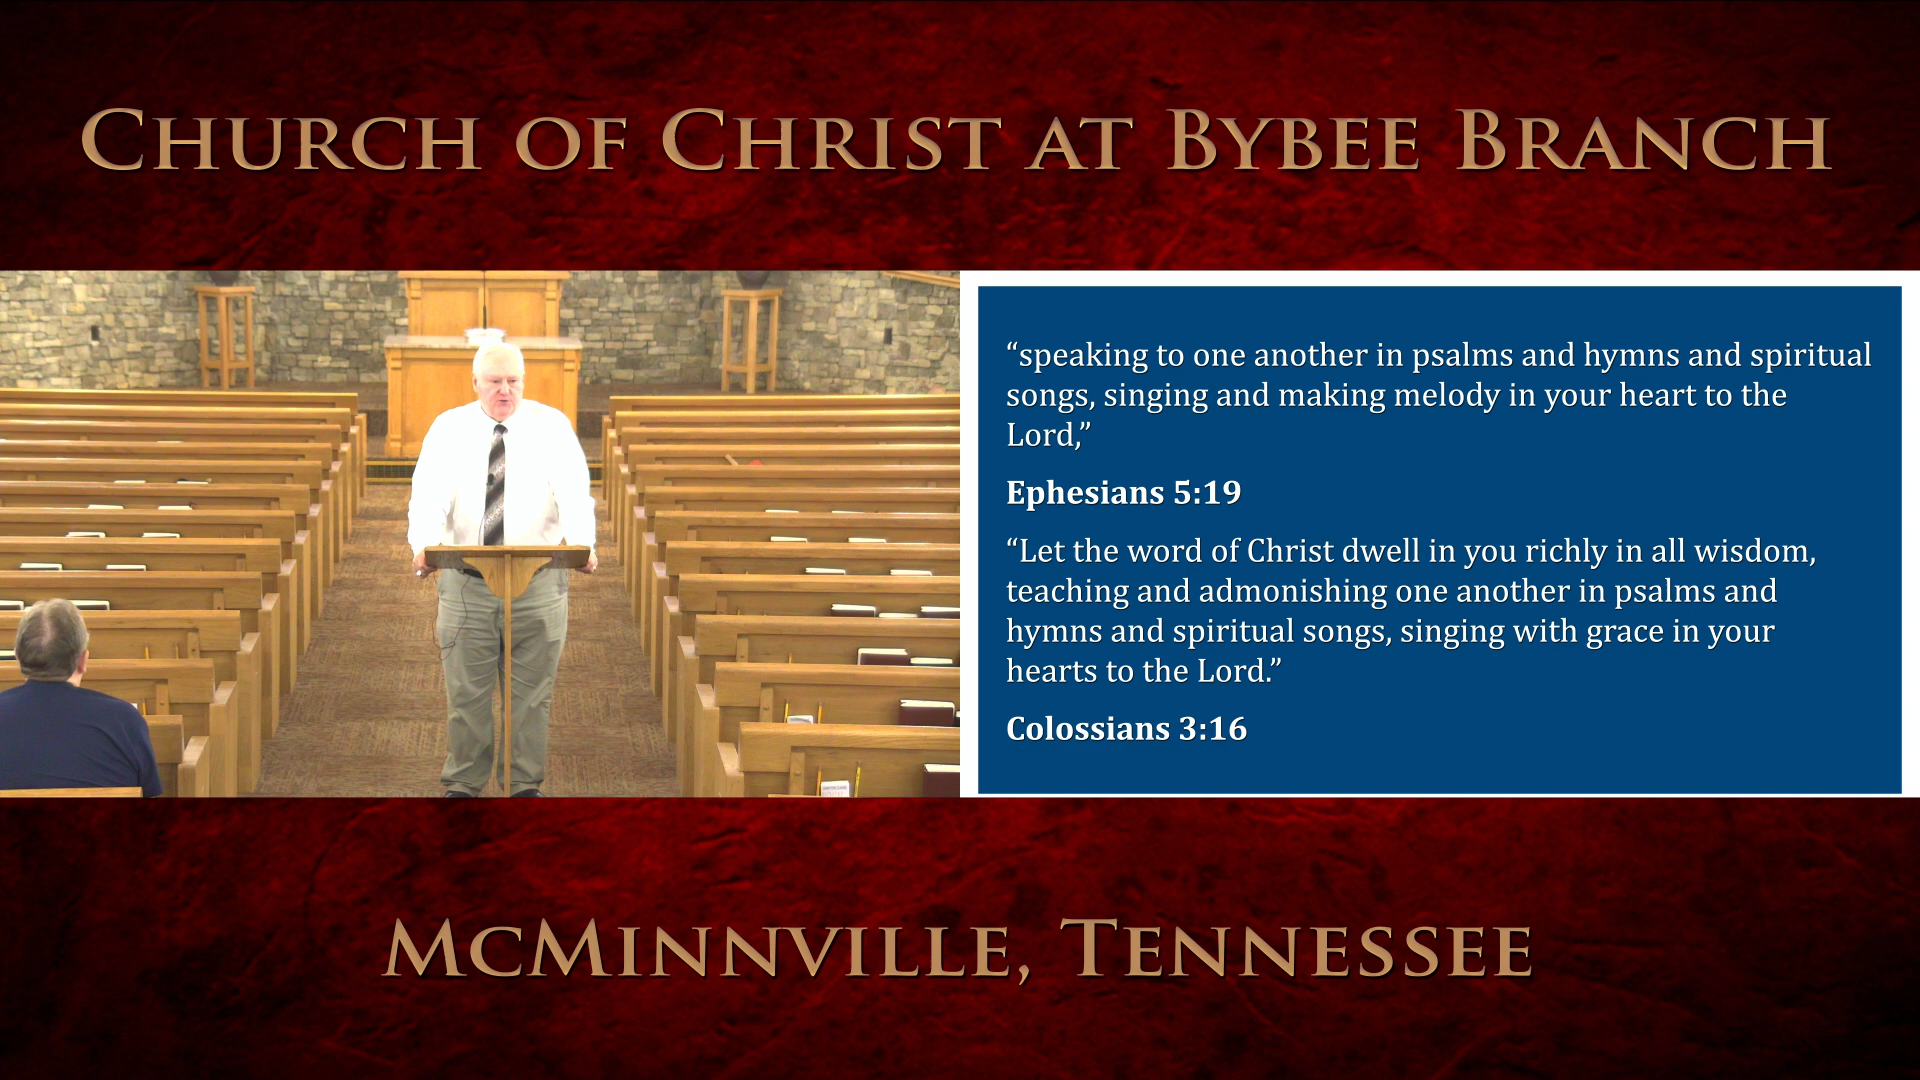 Church of Christ at Bybee Branch
“speaking to one another in psalms and hymns and spiritual
songs, singing and making melody in your heart to the
Lord,”
Ephesians 5:19
“Let the word of Christ dwell in you richly in all wisdom,
teaching and admonishing one another in psalms and
hymns and spiritual songs, singing with grace in your
hearts to the Lord.”
Colossians 3:16
McMinnville, Tennessee